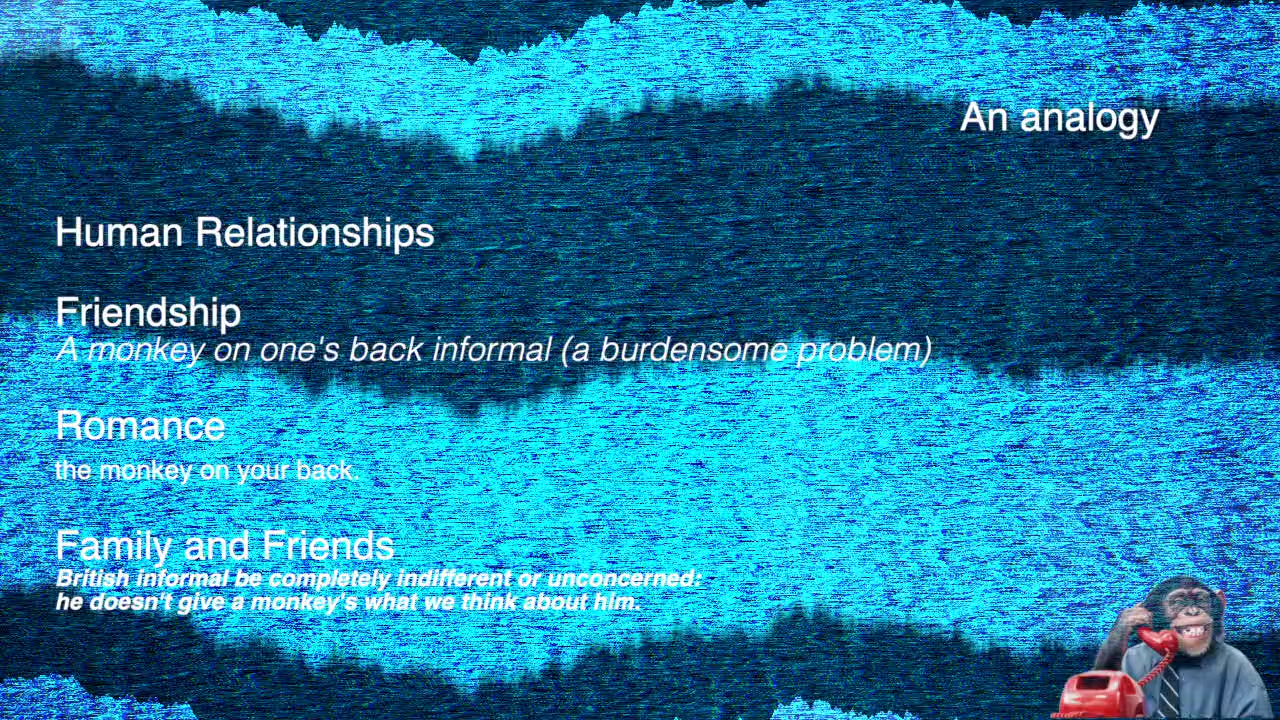 An analogy
Human Relationships
Friendship
A monkey on one's back informal (a burdensome problem)
Romance
the monkey on your back.
Family and Friends
British informal be completely indifferent or unconcerned:
he doesn't give a monkey's what we think about him.